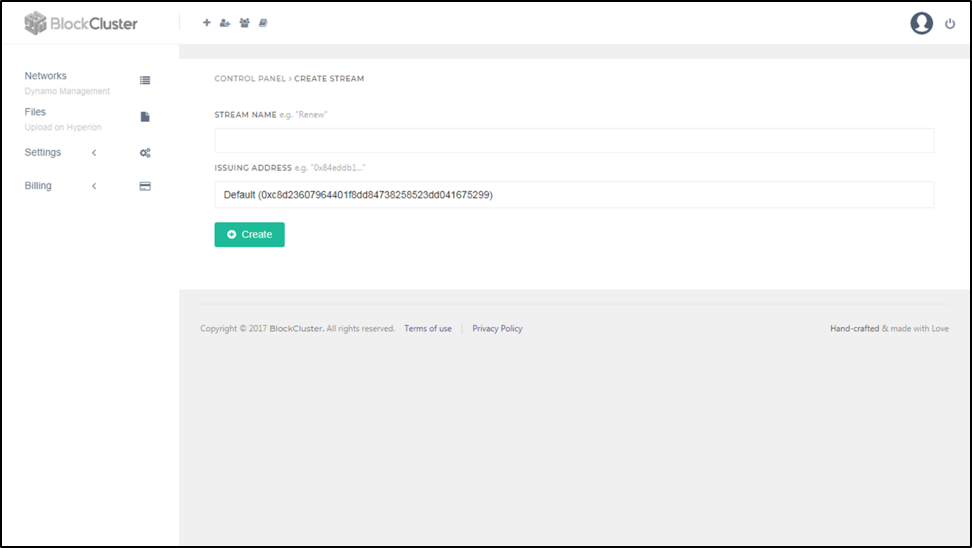 BlockCluster
Networks
Dynamo Management
Files
Upload on Hyperion
Settings
Billing
CONTROL PANEL > CREATE STREAM
STREAM NAME e.g. "Renew"
ISSUING ADDRESS e.g. "0x84eddb1..."
Default (0xc8d23607964401f8dd84738258523dd041675299)
Create
Copyright © 2017 BlockCluster. All rights reserved. Terms of use | Privacy Policy
Hand-crafted & made with Love